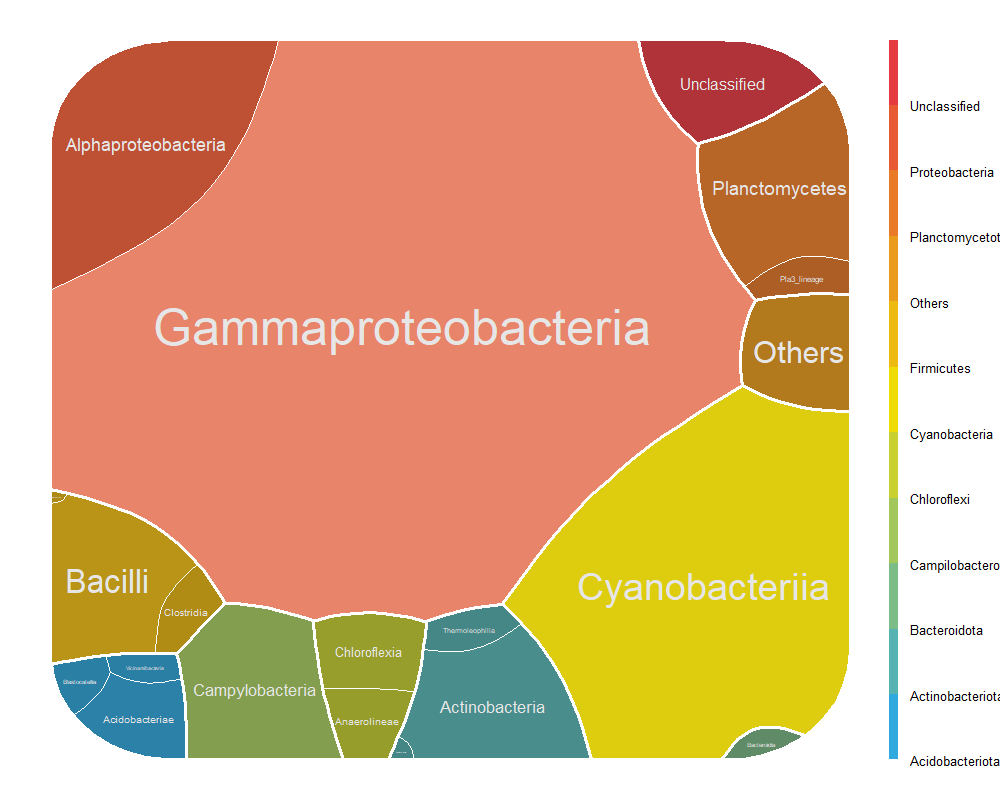 Unclassified
Alphaproteobacteria
Planctomycetes
Pla3_lineage
Gammaproteobacteria
Others
Bacilli
Clostridia
Cyanobacteriia
Thermoleophilia
Chloroflexia
Vicinamibacteria
Blastocatellia
Campylobacteria
Actinobacteria
Acidobacteriae
Anaerolineae
Bacteroidia
Unclassified
Proteobacteria
Planctomycetot
Others
Firmicutes
Cyanobacteria
Chloroflexi
Campilobactero
Bacteroidota
Actinobacteriota
Acidobacteriota